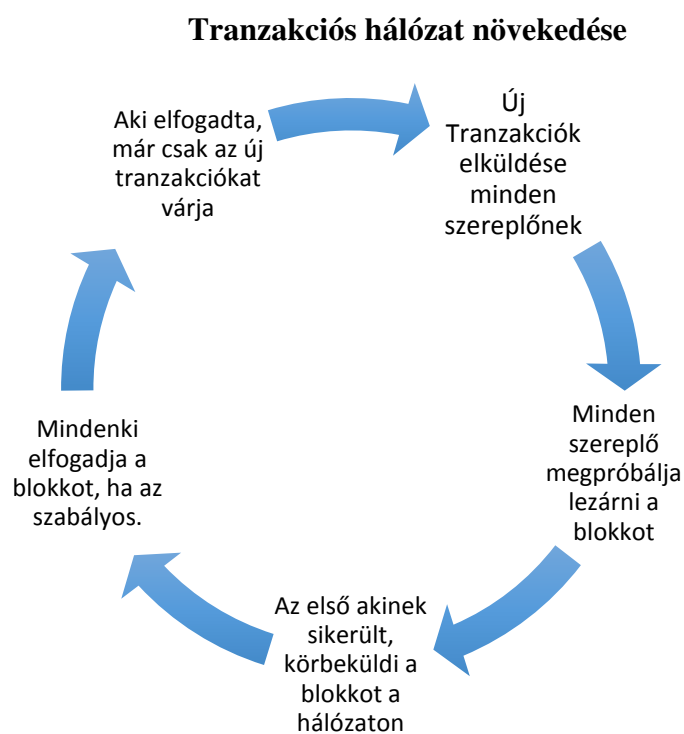 Tranzakciós hálózat növekedése
Új
Tranzakciók
elküldése
minden
szereplőnek
Minden
szereplő
megpróbálja
lezárni a
blokkot
Az első akinek
sikerült,
körbeküldi a
blokkot a
hálózaton
Mindenki
elfogadja a
blokkot, ha az
szabályos.
Aki elfogadta,
már csak az új
tranzakciókat
várja